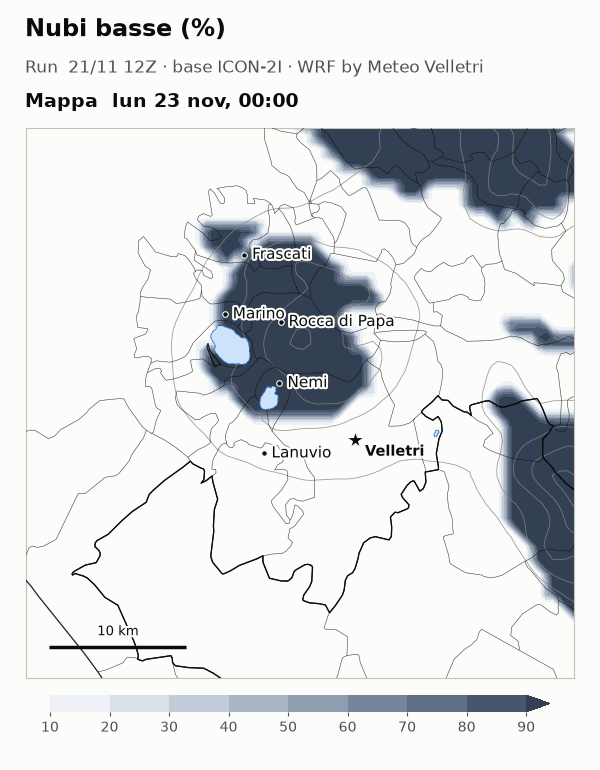 Nubi basse (%)
Run  21/11 12Z · base ICON-2I · WRF by Meteo Velletri
Mappa  lun 23 nov, 00:00
Frascati
Marino
Rocca di Papa
Nemi
Velletri
Lanuvio
10 km
10 20 30 40 50 60 70 80 90